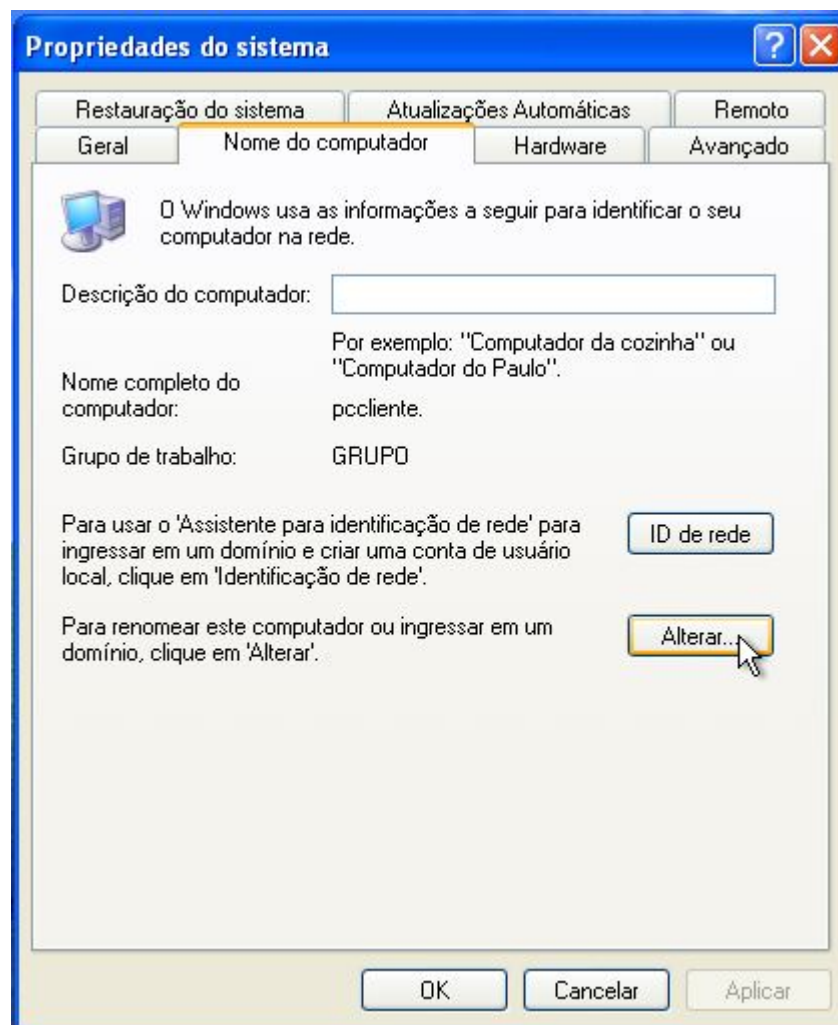 Propriedades do sistema
Restauração do sistema
Atualizações Automáticas
Remoto
Geral
Nome do computador
Hardware
Avançado
O Windows usa as informações a seguir para identificar o seu
computador na rede.
Descrição do computador:
Por exemplo: "Computador da cozinha" ou
"Computador do Paulo".
Nome completo do
computador:
pccliente.
Grupo de trabalho:
GRUPO
Para usar o 'Assistente para identificação de rede' para
ingressar em um domínio e criar uma conta de usuário
local, clique em 'Identificação de rede'.
ID de rede
Para renomear este computador ou ingressar em um
domínio, clique em 'Alterar'.
Alterar...
OK
Cancelar
Aplicar